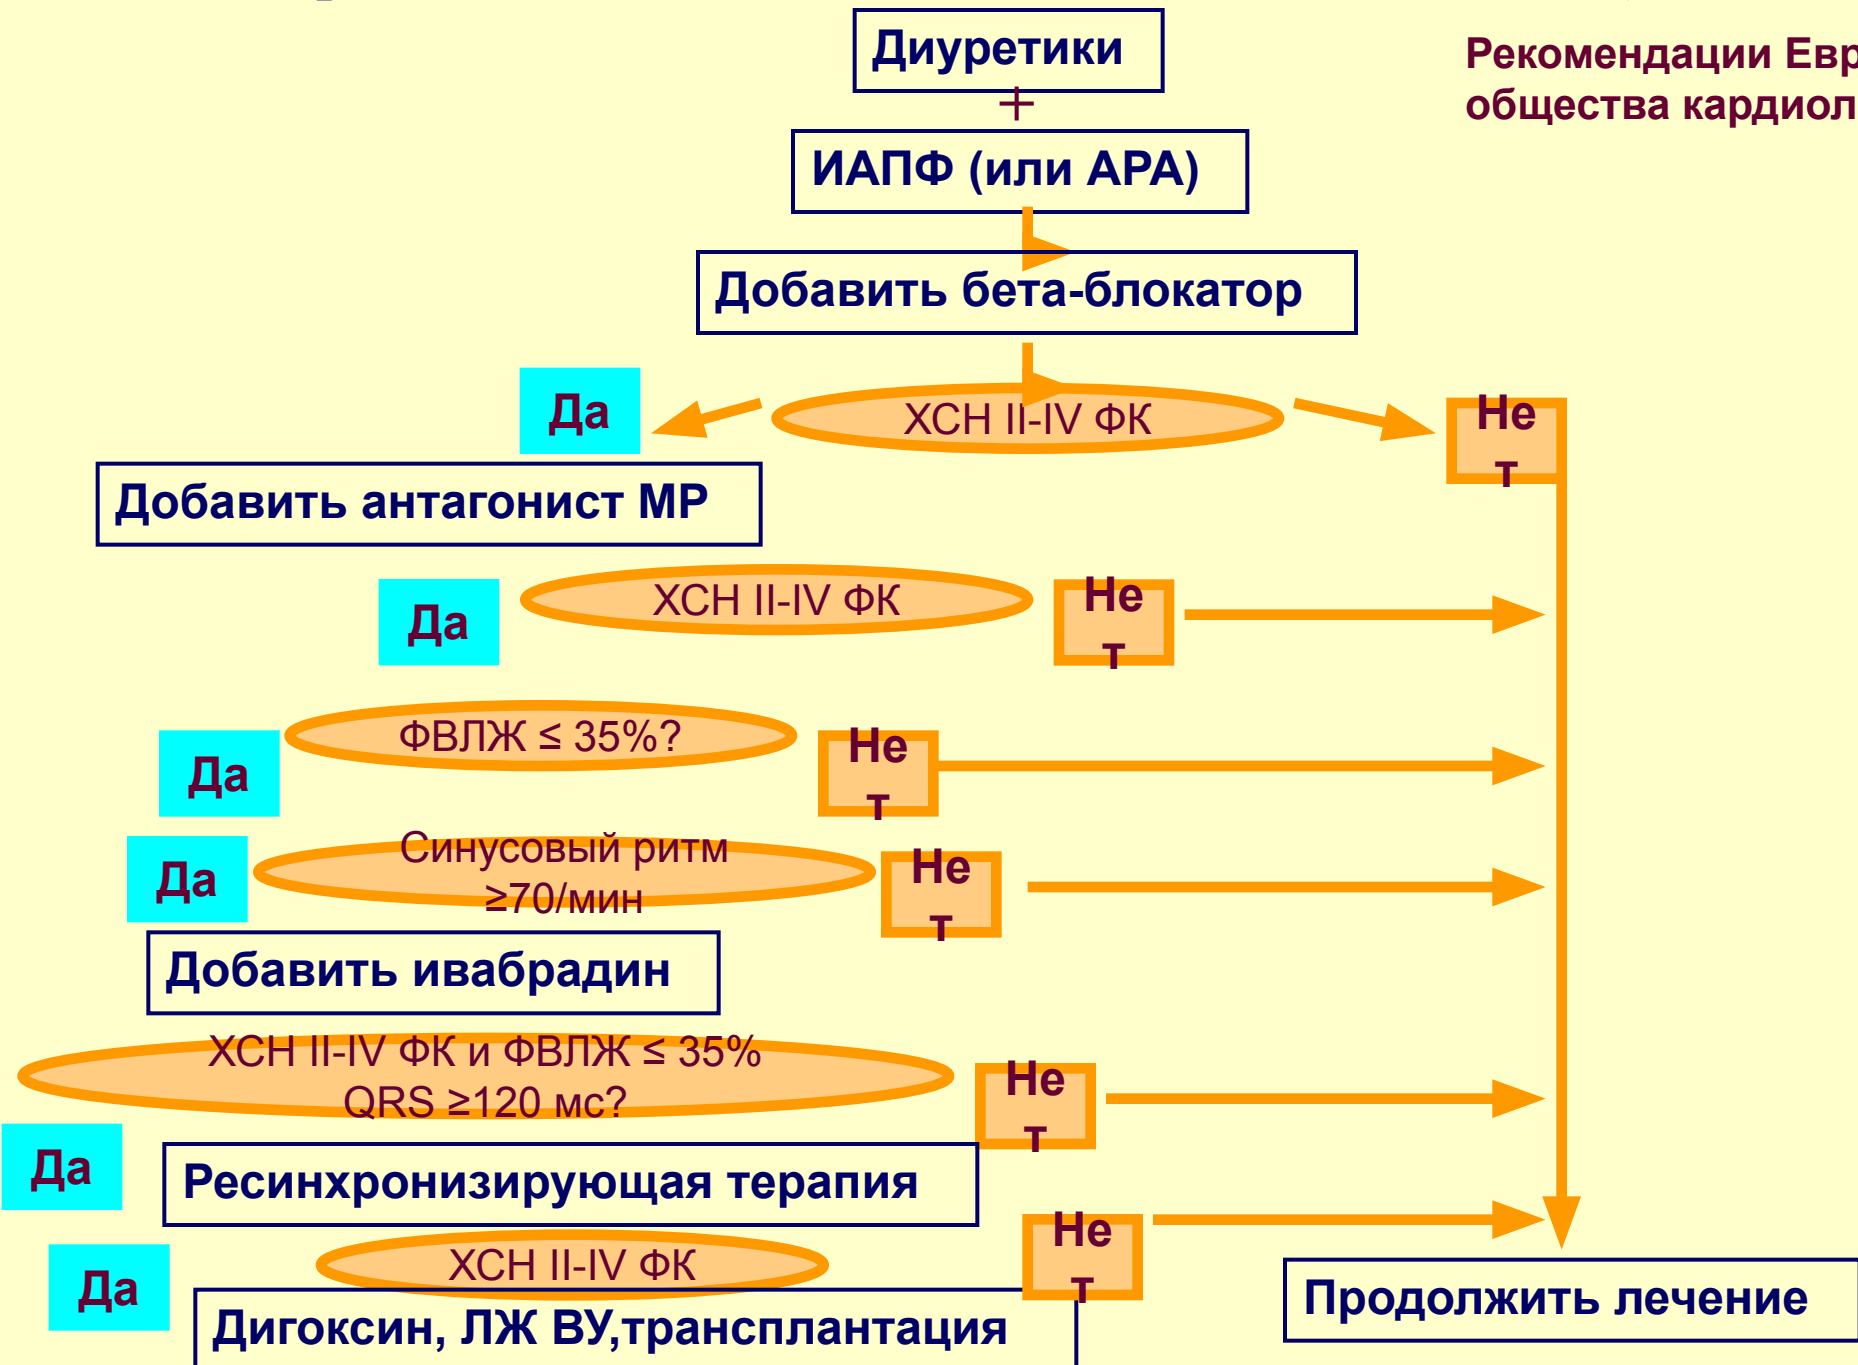 Диуретики
Рекомендации Евр
общества кардиол
+
ИАПФ (или АРА)
Добавить бета-блокатор
Да
ХСН II-IV ФК
Не
т
Добавить антагонист МР
Да
ХСН II-IV ФК
Не
т
Да
ФВЛЖ ≤ 35%?
Не
т
Да
Синусовый ритм
≥70/мин
Не
т
Добавить ивабрадин
ХСН II-IV ФК и ФВЛЖ ≤ 35%
QRS ≥120 мс?
Не
т
Да
Ресинхронизирующая терапия
Да
ХСН II-IV ФК
Не
т
Дигоксин, ЛЖ ВУ,трансплантация
Продолжить лечение